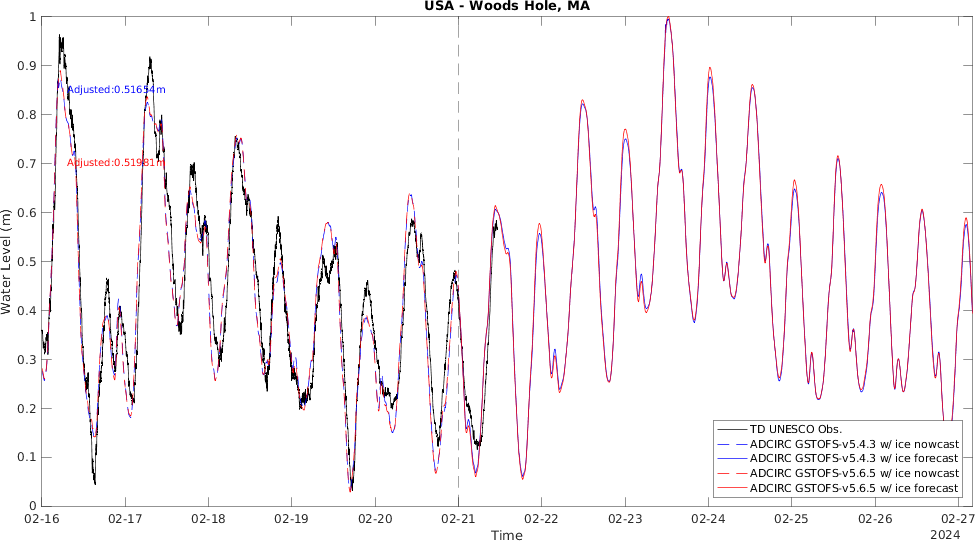 USA - Woods Hole, MA
1
0.9
0.8
0.7
0.6
0.5
0.4
0.3
0.2
0.1
0
Water Level (m)
Adjusted:0.51654m
Adjusted:0.51981m
TD UNESCO Obs.
ADCIRC GSTOFS-v5.4.3 w/ ice nowcast
ADCIRC GSTOFS-v5.4.3 w/ ice forecast
ADCIRC GSTOFS-v5.6.5 w/ ice nowcast
ADCIRC GSTOFS-v5.6.5 w/ ice forecast
02-16 02-17 02-18 02-19 02-20 02-21 02-22 02-23 02-24 02-25 02-26 02-27
Time 2024